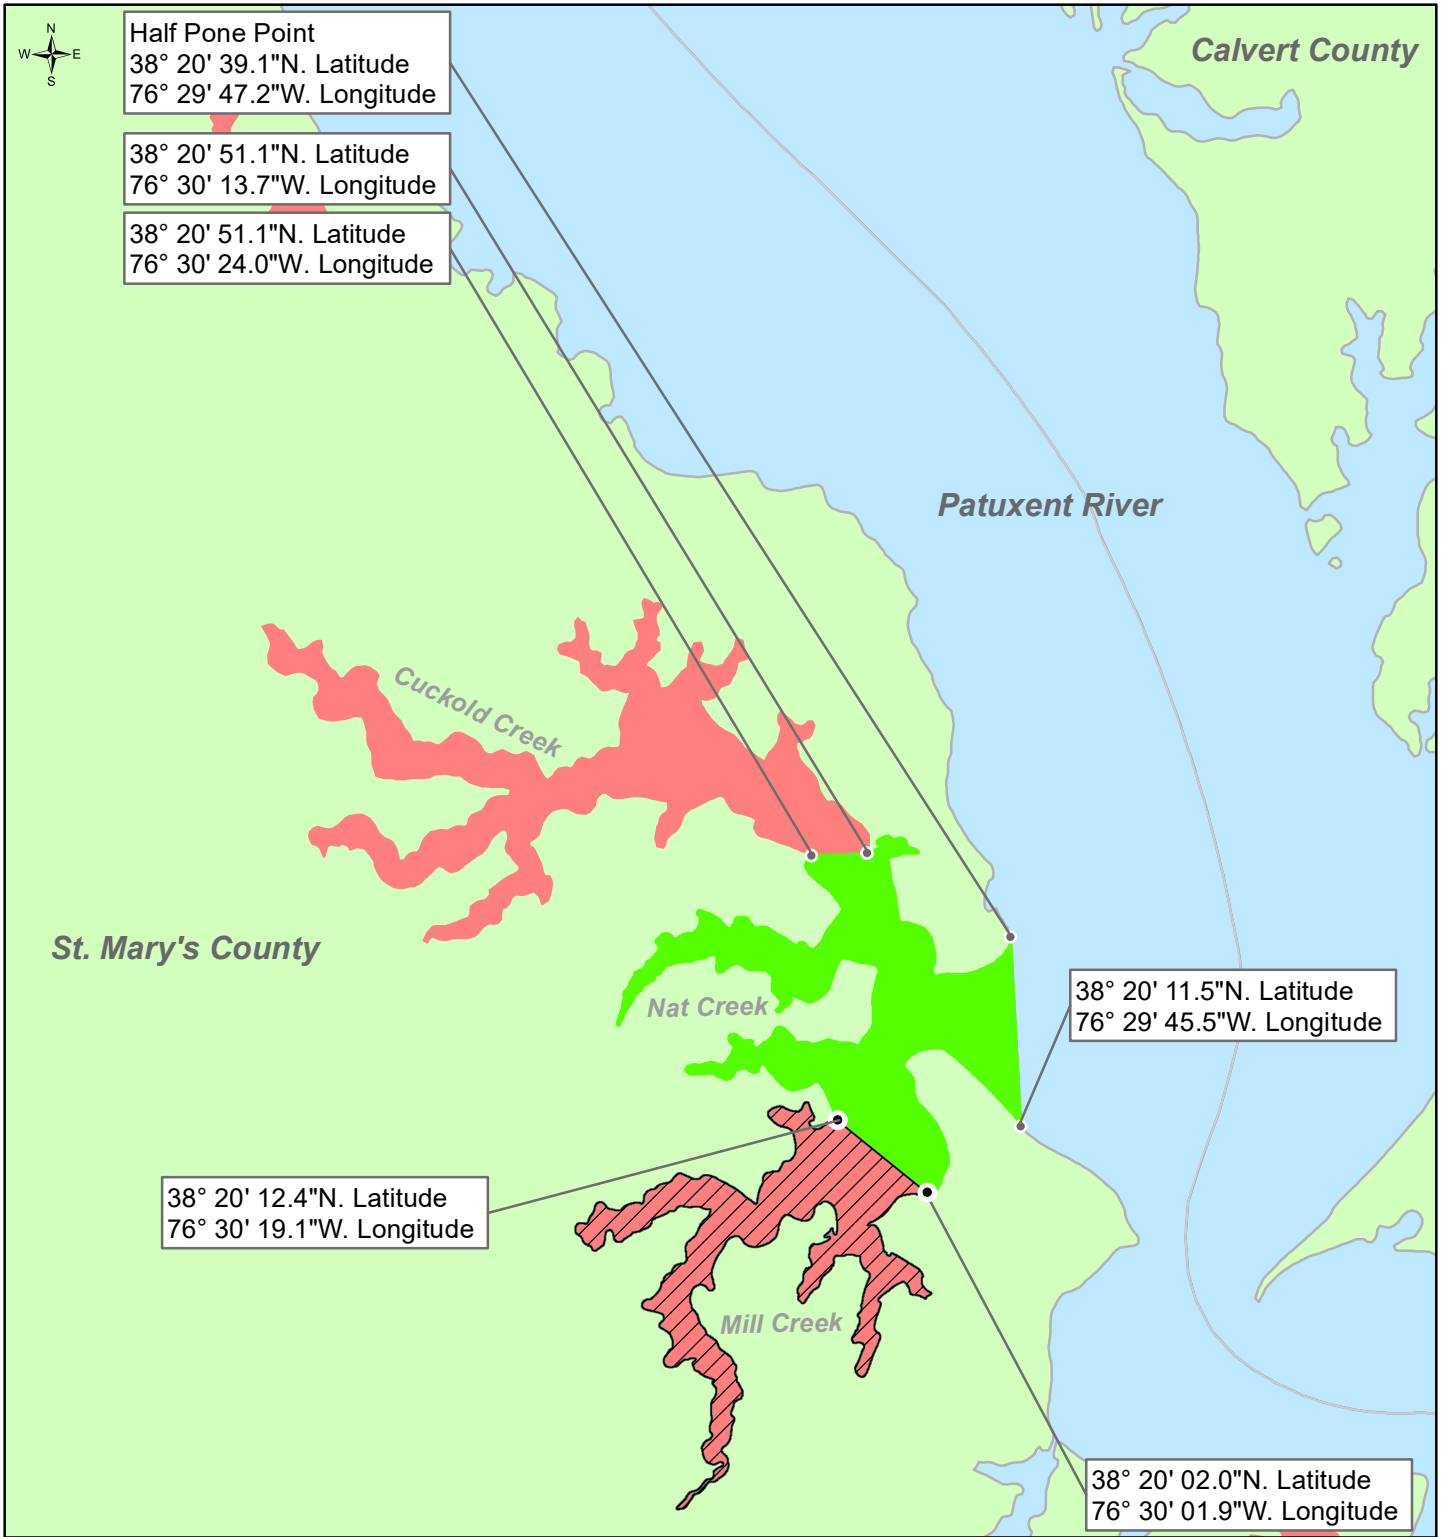 N
W E
S
Half Pone Point
38° 20' 39.1"N. Latitude
76° 29' 47.2"W. Longitude
38° 20' 51.1"N. Latitude
76° 30' 13.7"W. Longitude
38° 20' 51.1"N. Latitude
76° 30' 24.0"W. Longitude
Calvert County
Patuxent River
Cuckold Creek
St. Mary's County
Nat Creek
38° 20' 11.5"N. Latitude
76° 29' 45.5"W. Longitude
38° 20' 12.4"N. Latitude
76° 30' 19.1"W. Longitude
Mill Creek
38° 20' 02.0"N. Latitude
76° 30' 01.9"W. Longitude